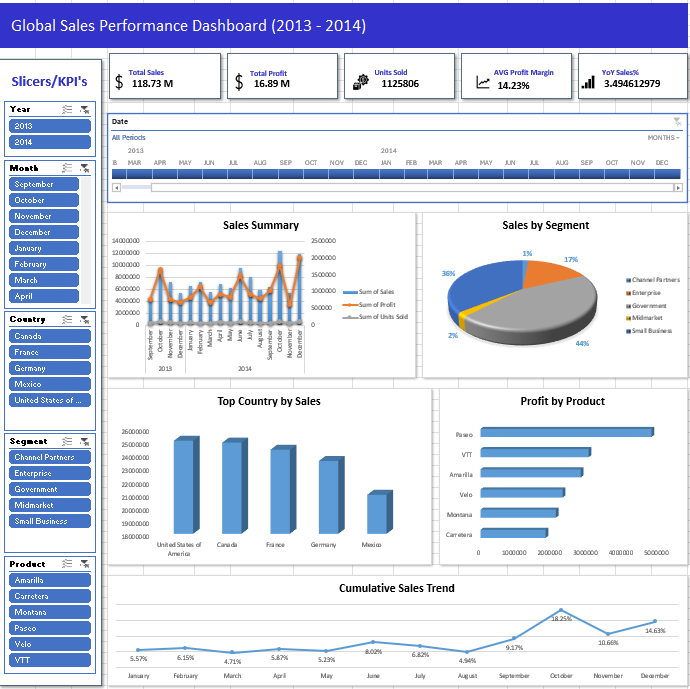 Global Sales Performance Dashboard (2013 - 2014)
Slicers/KPI's
Total Sales
$ 118.73 M
Total Profit
$ 16.89 M
Units Sold
1125806
AVG Profit Margin
14.23%
YoY Sales%
3.494612979
Year
2013
2014
Month
September
October
November
December
January
February
March
April
Country
Canada
France
Germany
Mexico
United States of ...
Segment
Channel Partners
Enterprise
Government
Midmarket
Small Business
Product
Amarilla
Carretera
Montana
Paseo
Velo
VTT
Date
All Periods
MONTHS
2013 2014
B MAR APR MAY JUN JUL AUG SEP OCT NOV DEC JAN FEB MAR APR MAY JUN JUL AUG SEP OCT NOV DEC
Sales Summary
14000000
12000000
10000000
8000000
6000000
4000000
2000000
0
2500000
2000000
1500000
1000000
500000
0
September
October
November
December
January
February
March
April
May
June
July
August
September
October
November
December
2013 2014
Sum of Sales
Sum of Profit
Sum of Units Sold
Sales by Segment
1%
17%
36%
2%
44%
Channel Partners
Enterprise
Government
Midmarket
Small Business
Top Country by Sales
26000000
25000000
24000000
23000000
22000000
21000000
20000000
19000000
18000000
United States of America
Canada
France
Germany
Mexico
Profit by Product
Paseo
VTT
Amarilla
Velo
Montana
Carretera
0 1000000 2000000 3000000 4000000 5000000
Cumulative Sales Trend
5.57% 6.15% 4.71% 5.87% 5.23% 8.02% 6.82% 4.94% 9.17% 18.25% 10.66% 14.63%
January February March April May June July August September October November December